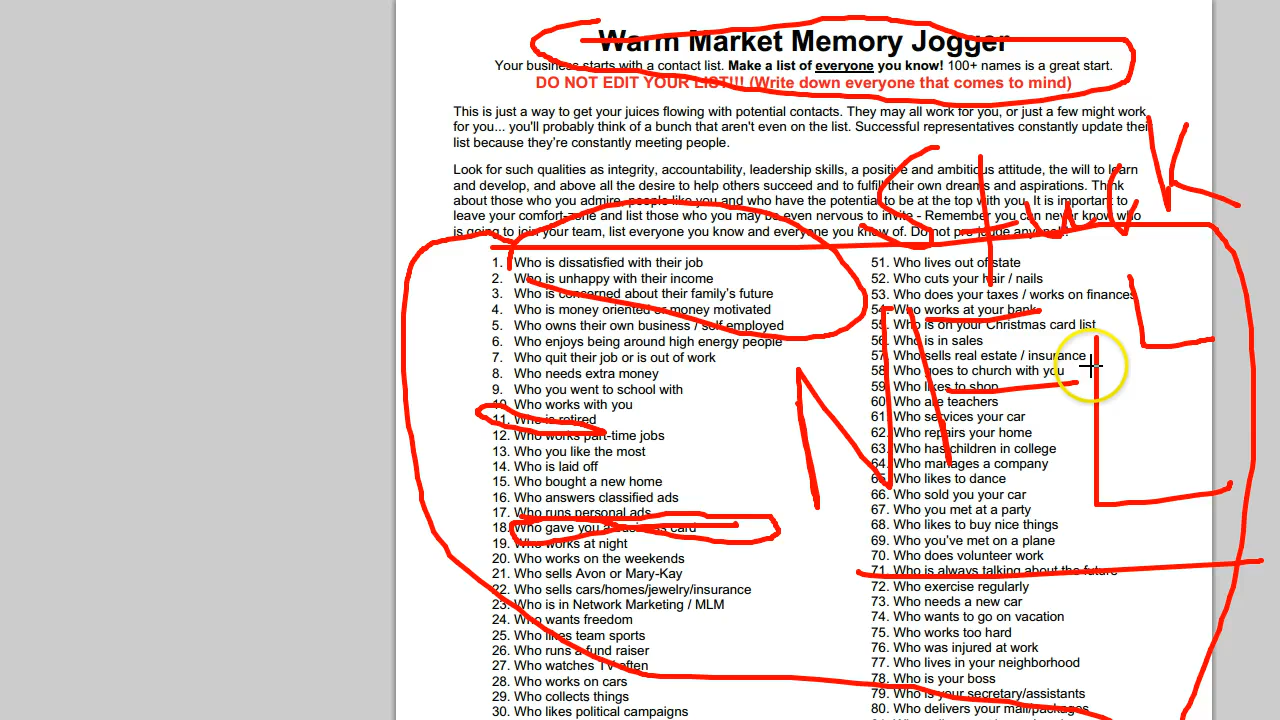 Warm Market Memory Jogger
Your business starts with a contact list. Make a list of everyone you know! 100+ names is a great start.
DO NOT EDIT YOUR LIST!!! (Write down everyone that comes to mind)
This is just a way to get your juices flowing with potential contacts. They may all work for you, or just a few might work
for you... you'll probably think of a bunch that aren't even on the list. Successful representatives constantly update their
list because they're constantly meeting people.
Look for such qualities as integrity, accountability, leadership skills, a positive and ambitious attitude, the will to learn
and develop, and above all the desire to help others succeed and to fulfill their own dreams and aspirations. Think
about those who you admire, people like you and who have the potential to be at the top with you. It is important to
leave your comfort-zone and list those who you may be even nervous to invite - Remember you can never know who
is going to join your team, list everyone you know and everyone you know of. Do not pre-judge anyone!!
1. Who is dissatisfied with their job
2. Who is unhappy with their income
3. Who is concerned about their family's future
4. Who is money oriented or money motivated
5. Who owns their own business / self employed
6. Who enjoys being around high energy people
7. Who quit their job or is out of work
8. Who needs extra money
9. Who you went to school with
10. Who works with you
11. Who is retired
12. Who works part-time jobs
13. Who you like the most
14. Who is laid off
15. Who bought a new home
16. Who answers classified ads
17. Who runs personal ads
18. Who gave you a business card
19. Who works at night
20. Who works on the weekends
21. Who sells Avon or Mary-Kay
22. Who sells cars/homes/jewelry/insurance
23. Who is in Network Marketing / MLM
24. Who wants freedom
25. Who likes team sports
26. Who runs a fund raiser
27. Who watches TV often
28. Who works on cars
29. Who collects things
30. Who likes political campaigns
51. Who lives out of state
52. Who cuts your hair / nails
53. Who does your taxes / works on finances
54. Who works at your bank
55. Who is on your Christmas card list
56. Who is in sales
57. Who sells real estate / insurance
58. Who goes to church with you
59. Who likes to shop
60. Who are teachers
61. Who services your car
62. Who repairs your home
63. Who has children in college
64. Who manages a company
65. Who likes to dance
66. Who sold you your car
67. Who you met at a party
68. Who likes to buy nice things
69. Who you've met on a plane
70. Who does volunteer work
71. Who is always talking about the future
72. Who exercise regularly
73. Who needs a new car
74. Who wants to go on vacation
75. Who works too hard
76. Who was injured at work
77. Who lives in your neighborhood
78. Who is your boss
79. Who is your secretary/assistants
80. Who delivers your mail/packages